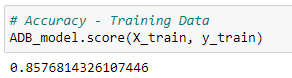 # Accuracy - Training Data
ADB_model.score(X_train, y_train)
0.8576814326107446